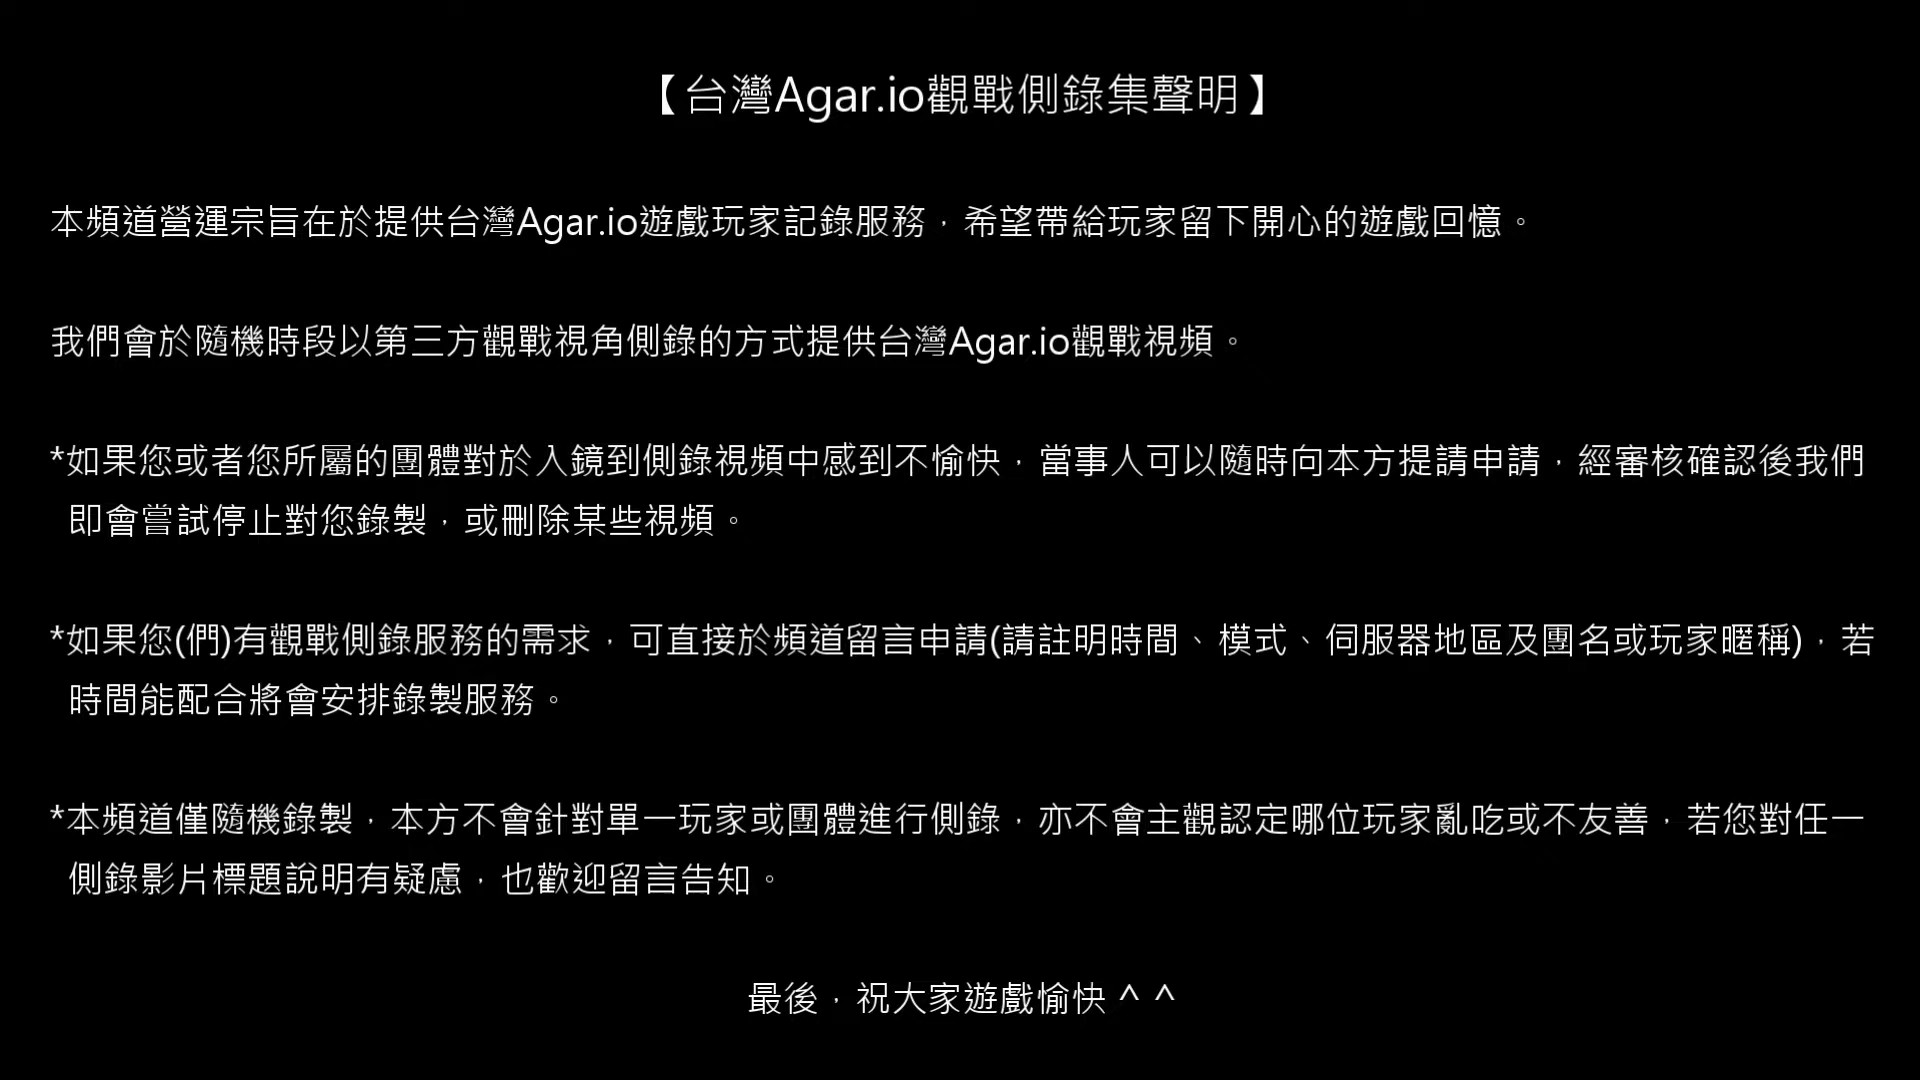 【台灣Agar.io觀戰側錄集聲明】
本頻道營運宗旨在於提供台灣Agar.io遊戲玩家記錄服務，希望帶給玩家留下開心的遊戲回憶。
我們會於隨機時段以第三方觀戰視角側錄的方式提供台灣Agar.io觀戰視頻。
*如果您或者您所屬的團體對於入鏡到側錄視頻中感到不愉快，當事人可以隨時向本方提請申請，經審核確認後我們
即會嘗試停止對您錄製，或刪除某些視頻。
*如果您(們)有觀戰側錄服務的需求，可直接於頻道留言申請(請註明時間、模式、伺服器地區及團名或玩家暱稱)，若
時間能配合將會安排錄製服務。
*本頻道僅隨機錄製，本方不會針對單一玩家或團體進行側錄，亦不會主觀認定哪位玩家亂吃或不友善，若您對任一
側錄影片標題說明有疑慮，也歡迎留言告知。
最後，祝大家遊戲愉快 ^ ^